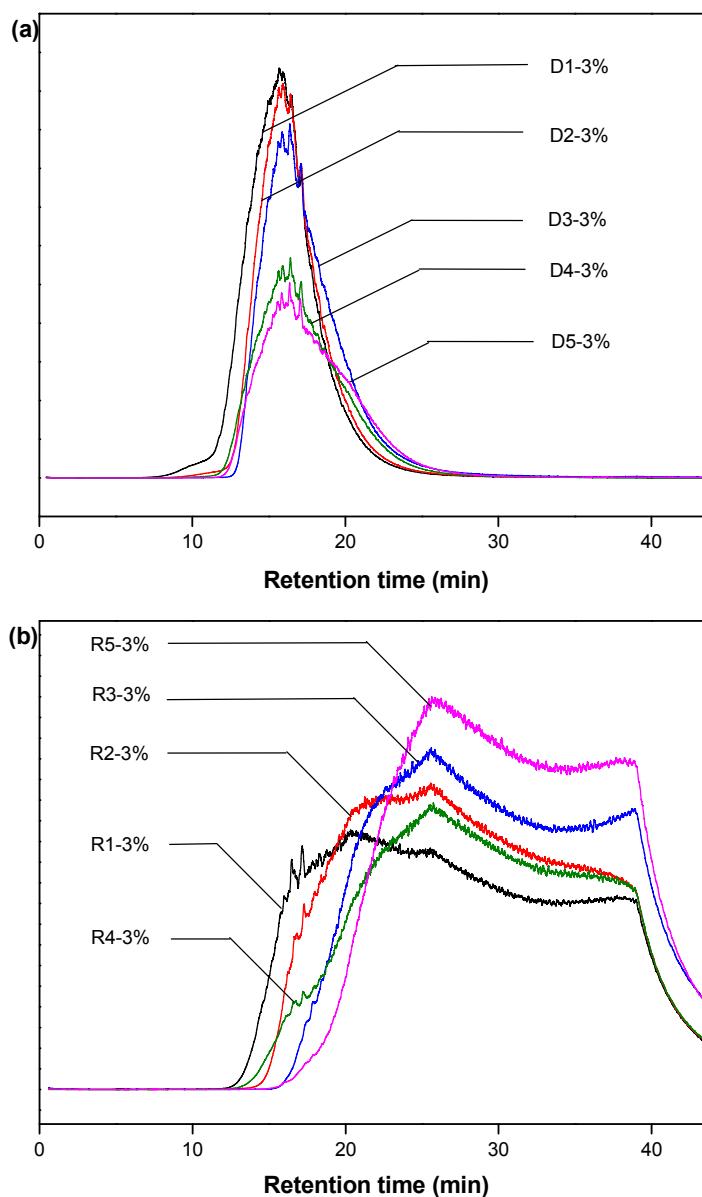 (a)
D1-3%
D2-3%
D3-3%
D4-3%
D5-3%
0 10 20 30 40
Retention time (min)
(b)
R5-3%
R3-3%
R2-3%
R1-3%
R4-3%
0 10 20 30 40
Retention time (min)